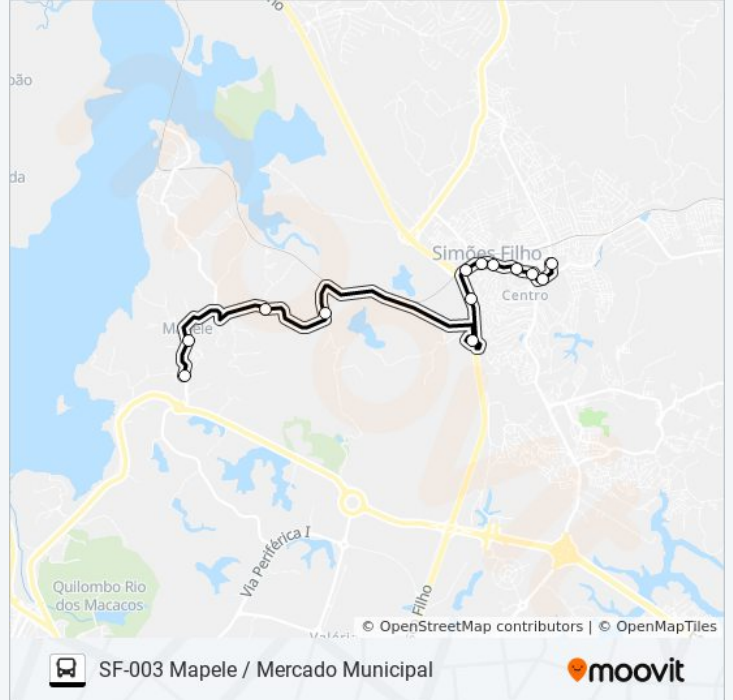 ão
da
Simões Filho
Centro
Mapele
Via Periférica I
Quilombo Rio
dos Macacos
Filho
Valéria
© OpenStreetMap contributors | © OpenMapTiles
SF-003 Mapele / Mercado Municipal
moovit